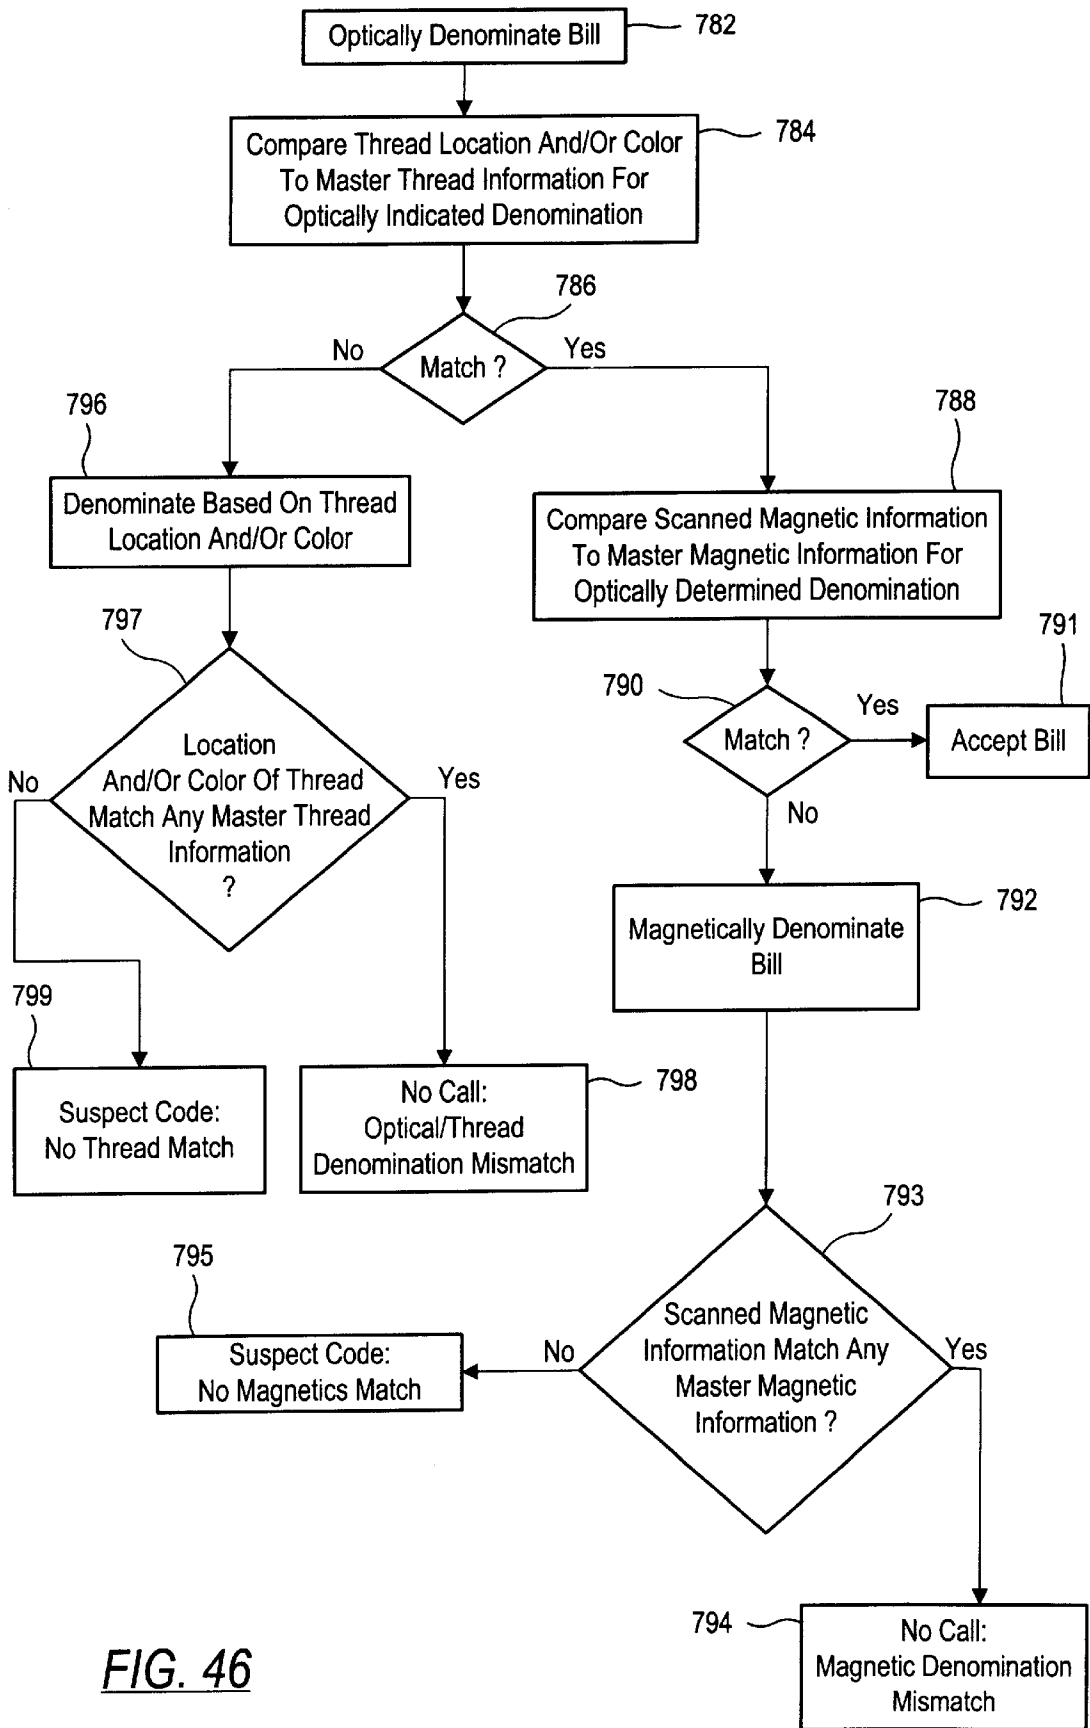 Optically Denominate Bill
782
Compare Thread Location And/Or Color
To Master Thread Information For
Optically Indicated Denomination
784
786
Match ?
No
Yes
796
Denominate Based On Thread
Location And/Or Color
788
Compare Scanned Magnetic Information
To Master Magnetic Information For
Optically Determined Denomination
797
Location
And/Or Color Of Thread
Match Any Master Thread
Information
?
No
Yes
790
Match ?
Yes
No
791
Accept Bill
792
Magnetically Denominate
Bill
799
Suspect Code:
No Thread Match
798
No Call:
Optical/Thread
Denomination Mismatch
793
Scanned Magnetic
Information Match Any
Master Magnetic
Information ?
No
Yes
795
Suspect Code:
No Magnetics Match
794
No Call:
Magnetic Denomination
Mismatch
FIG. 46